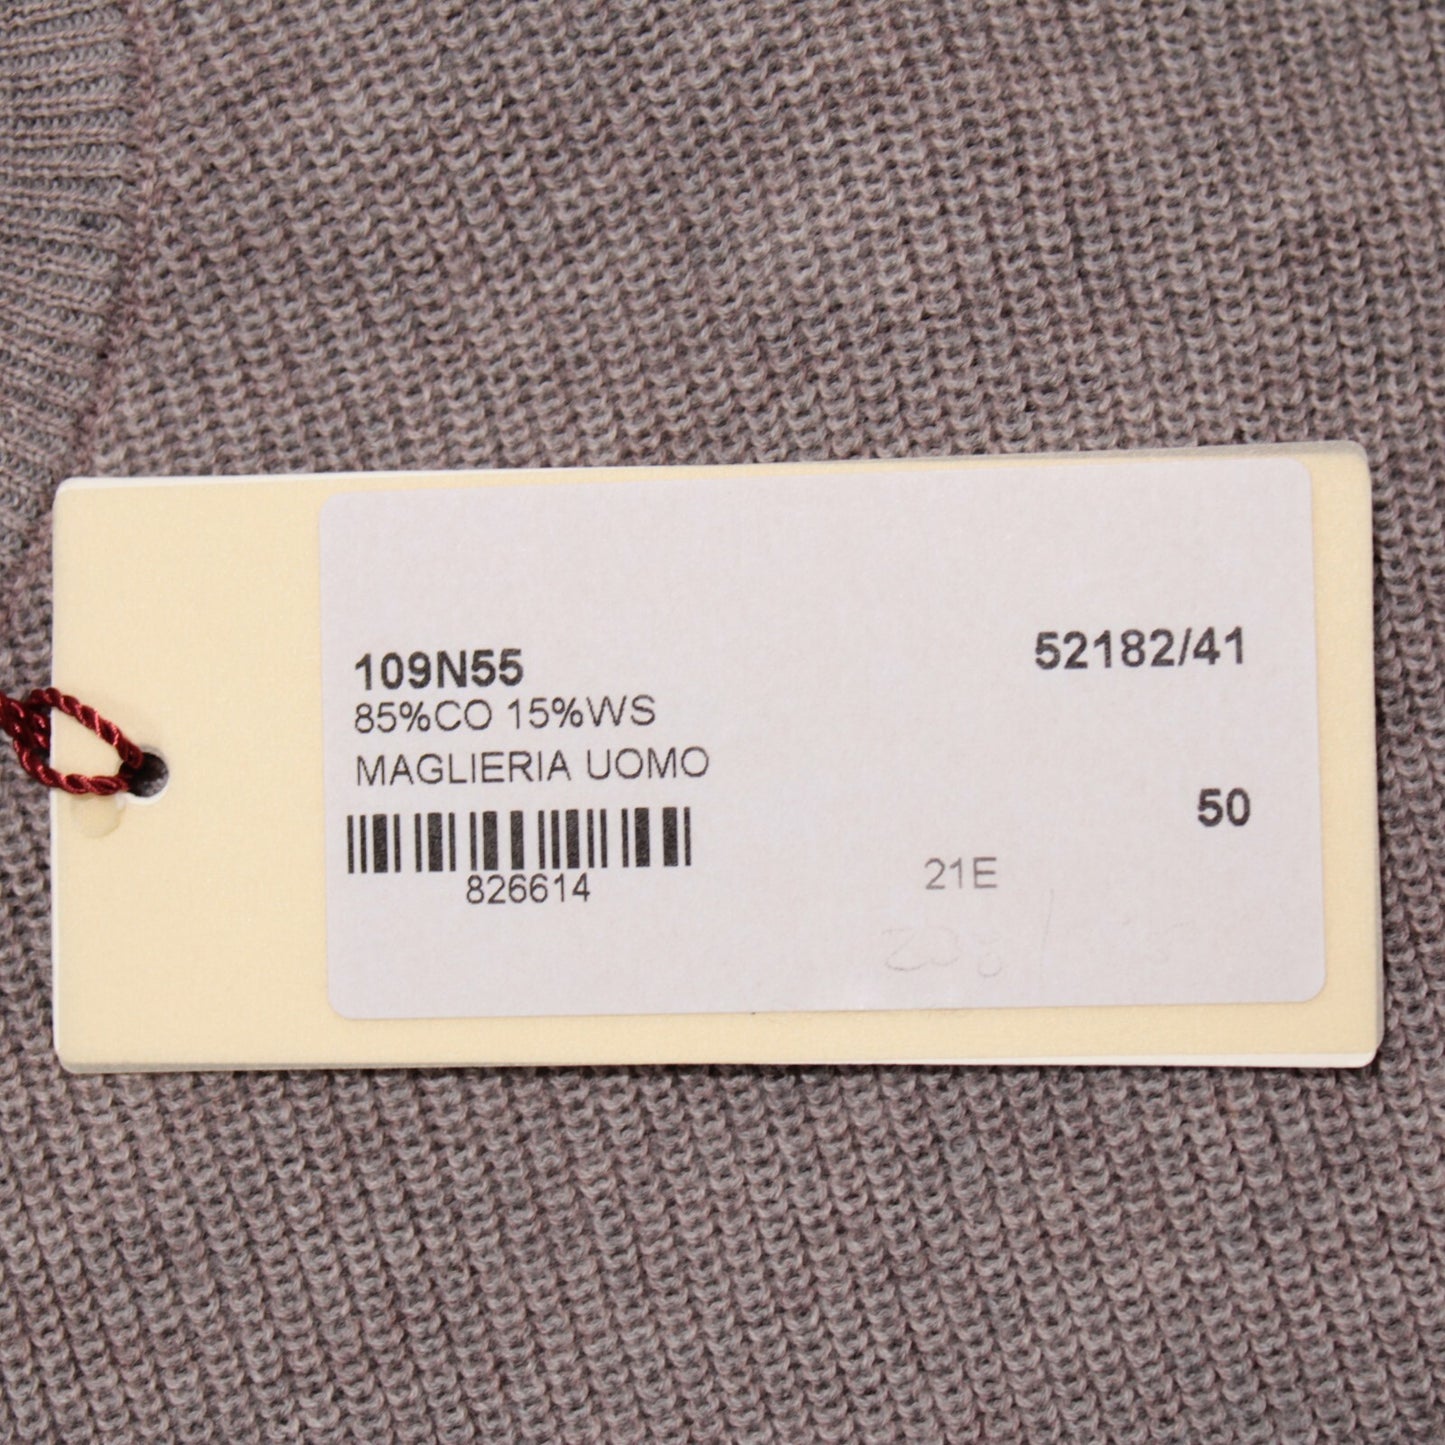 109N55
52182/41
85%CO 15%WS
MAGLIERIA UOMO
50
826614
21E